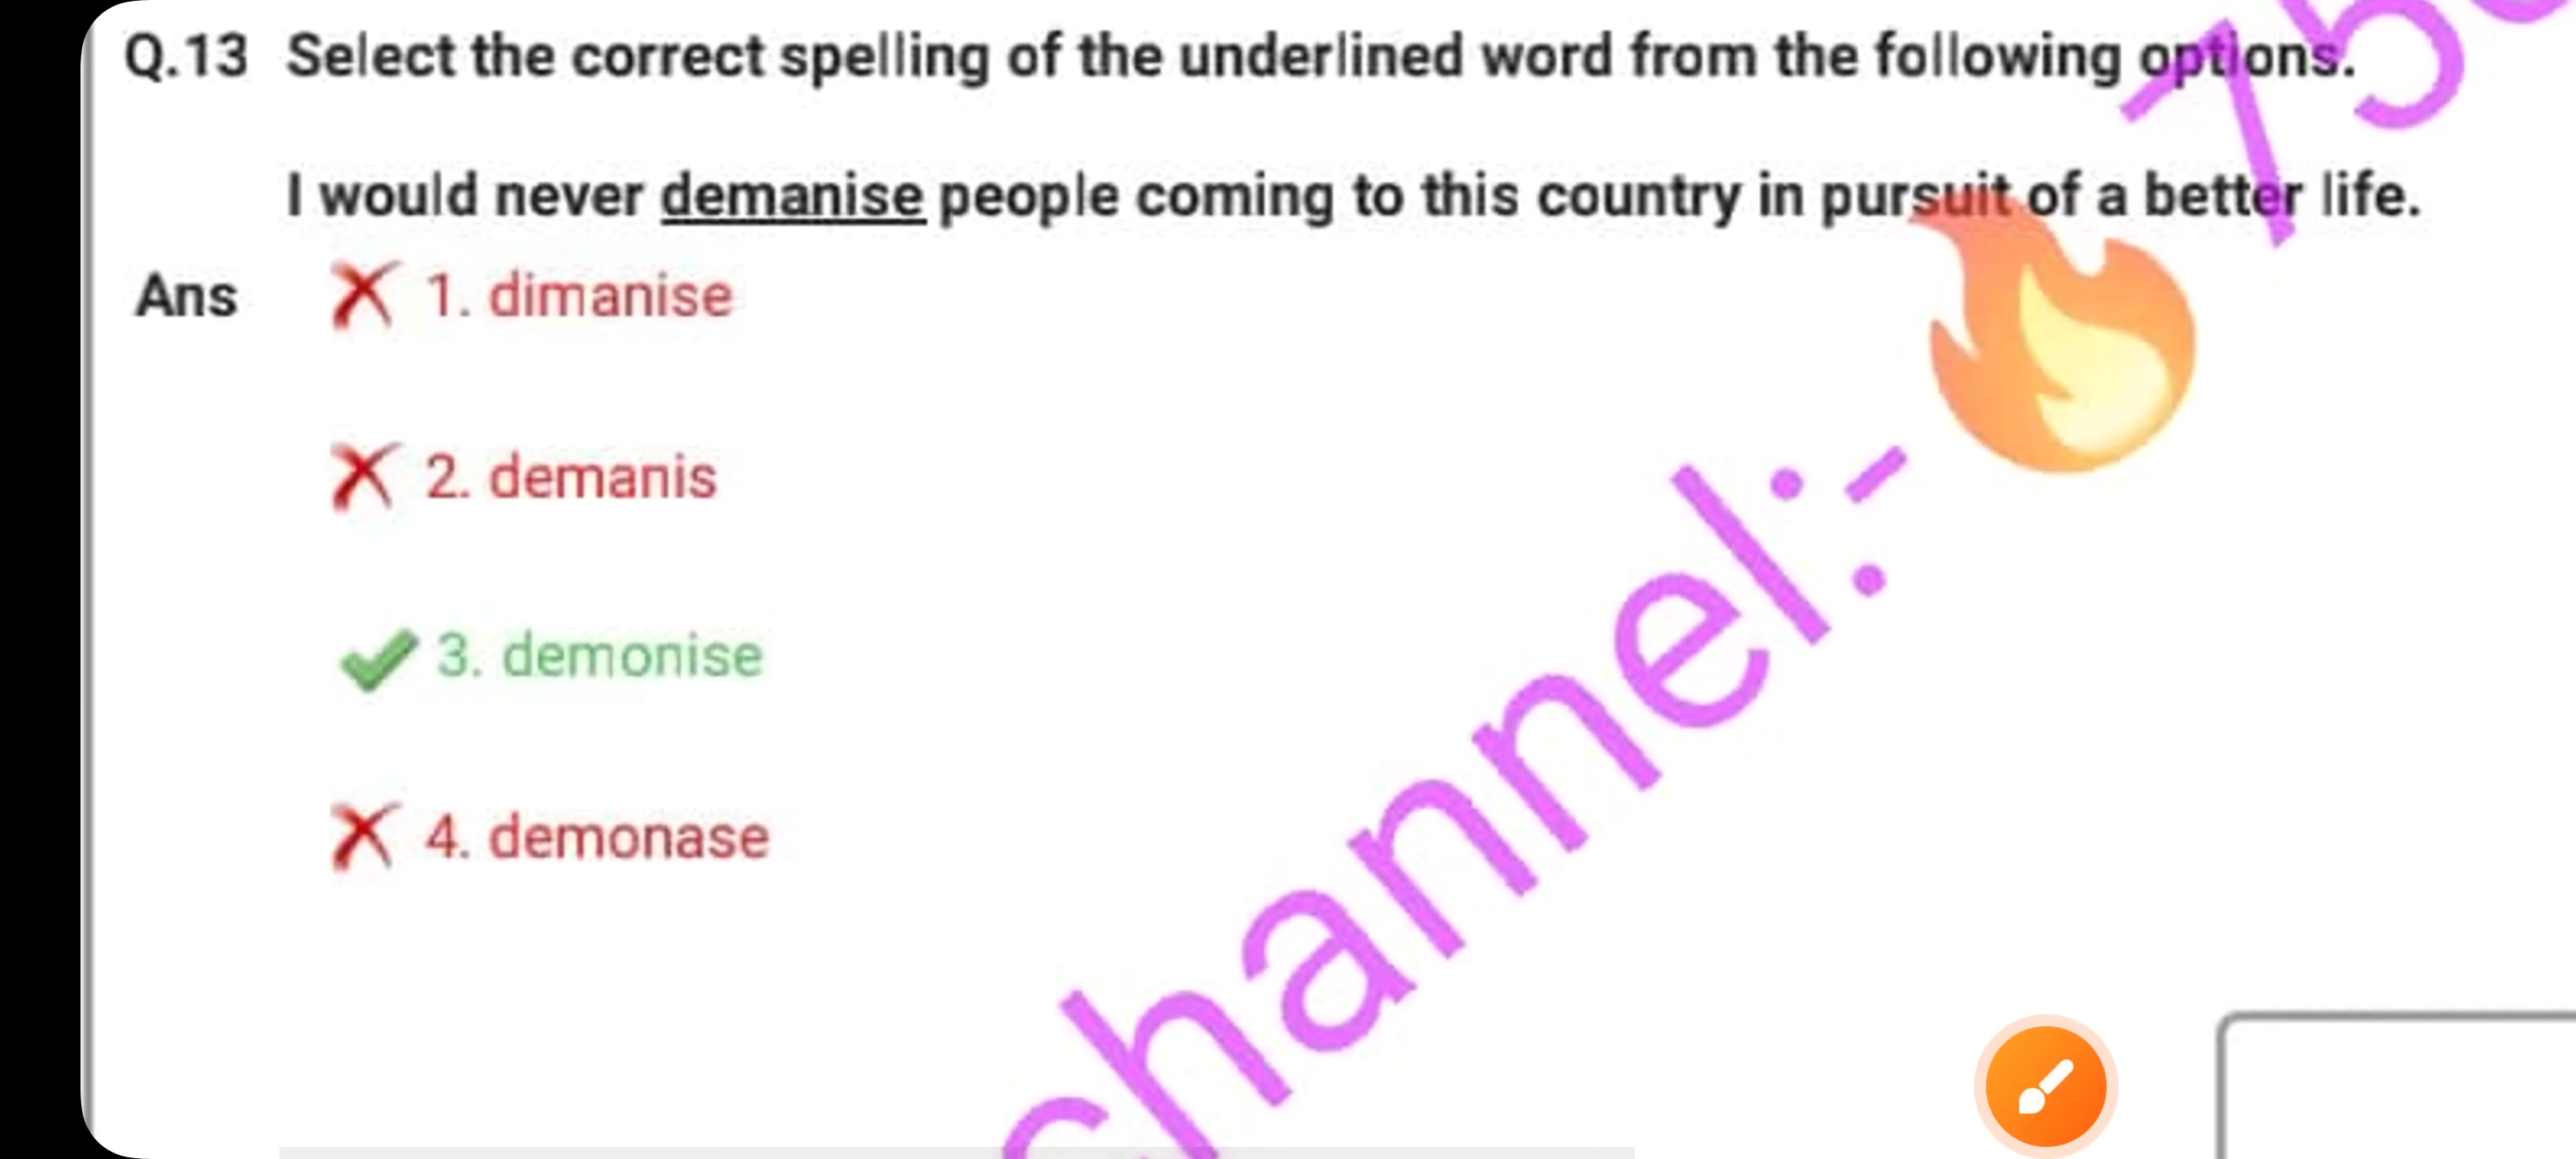 Q.13 Select the correct spelling of the underlined word from the following options.
I would never demanise people coming to this country in pursuit of a better life.
Ans 1. dimanise
2. demanis
3. demonise
4. demonase
channel:-